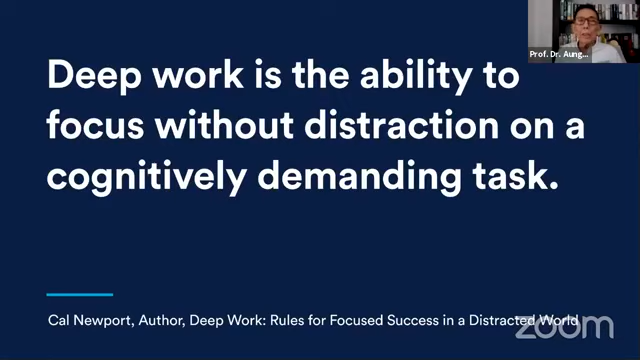 Prof. Dr. Aung...
Deep work is the ability to
focus without distraction on a
cognitively demanding task.
Cal Newport, Author, Deep Work: Rules for Focused Success in a Distracted World
zoom